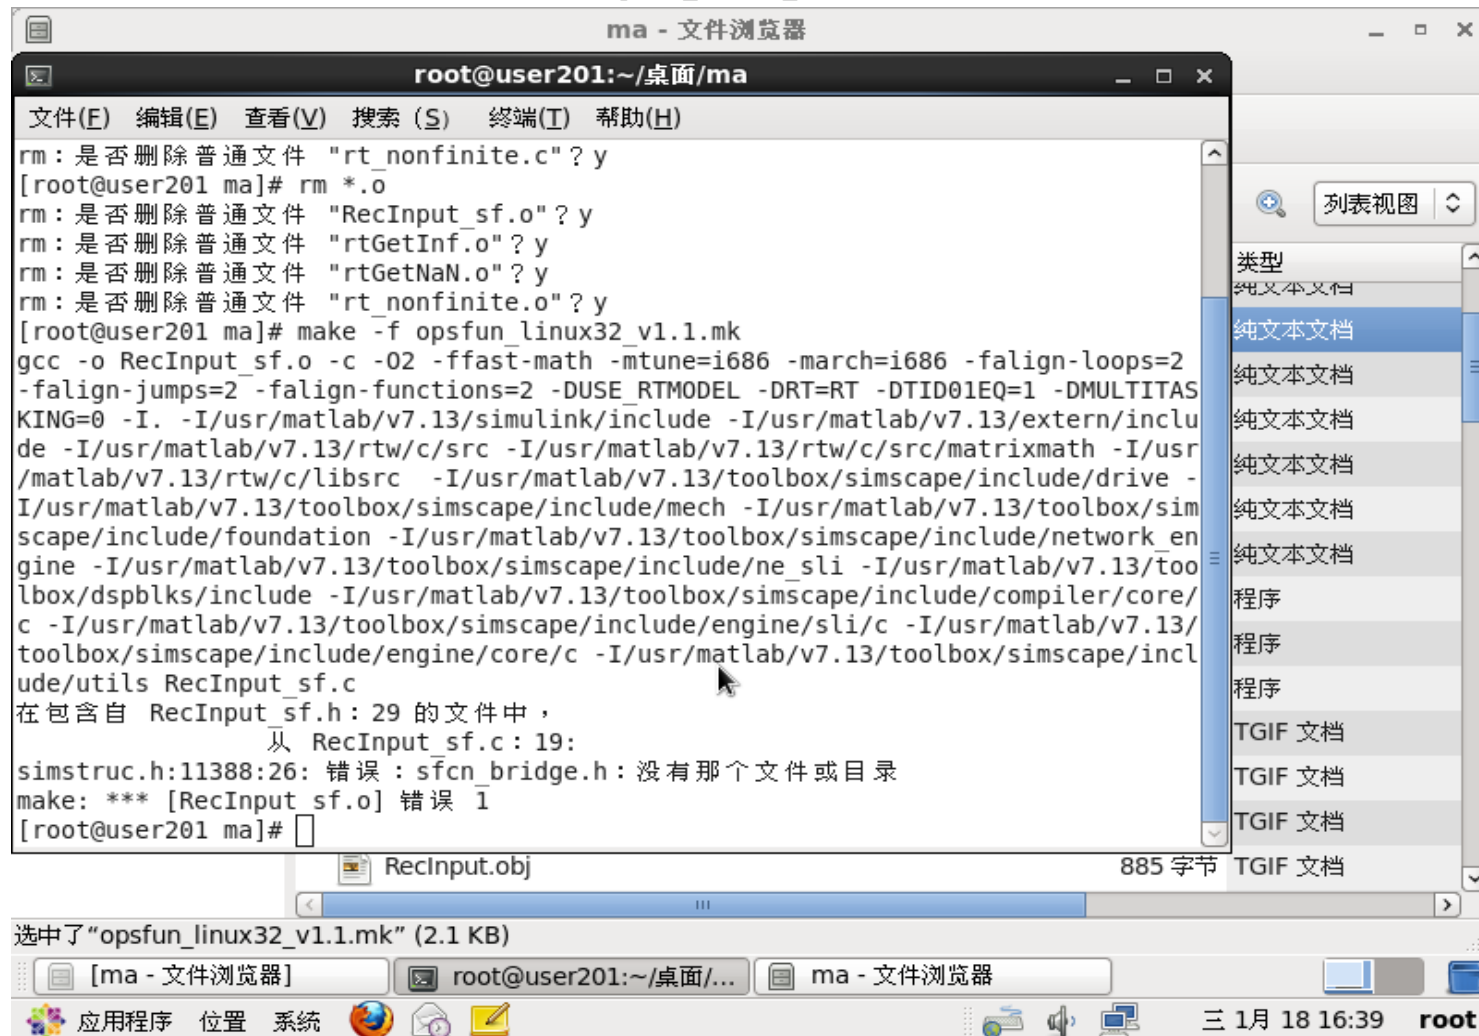 ma - 文件浏览器
root@user201:~/桌面/ma
文件(F) 编辑(E) 查看(V) 搜索 (S) 终端(T) 帮助(H)
rm：是否删除普通文件 "rt_nonfinite.c"？y
[root@user201 ma]# rm *.o
rm：是否删除普通文件 "RecInput_sf.o"？y
rm：是否删除普通文件 "rtGetInf.o"？y
rm：是否删除普通文件 "rtGetNaN.o"？y
rm：是否删除普通文件 "rt_nonfinite.o"？y
[root@user201 ma]# make -f opsfun_linux32_v1.1.mk
gcc -o RecInput_sf.o -c -O2 -ffast-math -mtune=i686 -march=i686 -falign-loops=2
-falign-jumps=2 -falign-functions=2 -DUSE_RTMODEL -DRT=RT -DTID01EQ=1 -DMULTITAS
KING=0 -I. -I/usr/matlab/v7.13/simulink/include -I/usr/matlab/v7.13/extern/inclu
de -I/usr/matlab/v7.13/rtw/c/src -I/usr/matlab/v7.13/rtw/c/src/matrixmath -I/usr
/matlab/v7.13/rtw/c/libsrc  -I/usr/matlab/v7.13/toolbox/simscape/include/drive -
I/usr/matlab/v7.13/toolbox/simscape/include/mech -I/usr/matlab/v7.13/toolbox/sim
scape/include/foundation -I/usr/matlab/v7.13/toolbox/simscape/include/network_en
gine -I/usr/matlab/v7.13/toolbox/simscape/include/ne_sli -I/usr/matlab/v7.13/too
lbox/dspblks/include -I/usr/matlab/v7.13/toolbox/simscape/include/compiler/core/
c -I/usr/matlab/v7.13/toolbox/simscape/include/engine/sli/c -I/usr/matlab/v7.13/
toolbox/simscape/include/engine/core/c -I/usr/matlab/v7.13/toolbox/simscape/incl
ude/utils RecInput_sf.c
在包含自 RecInput_sf.h：29 的文件中，
从 RecInput_sf.c：19:
simstruc.h:11388:26: 错误：sfcn_bridge.h：没有那个文件或目录
make: *** [RecInput_sf.o] 错误 1
[root@user201 ma]#
列表视图
类型
纯文本文档
纯文本文档
纯文本文档
纯文本文档
纯文本文档
纯文本文档
纯文本文档
程序
程序
程序
TGIF 文档
TGIF 文档
TGIF 文档
RecInput.obj 885 字节 TGIF 文档
选中了“opsfun_linux32_v1.1.mk” (2.1 KB)
[ma - 文件浏览器] root@user201:~/桌面/... ma - 文件浏览器
应用程序 位置 系统 三 1月 18 16:39 root